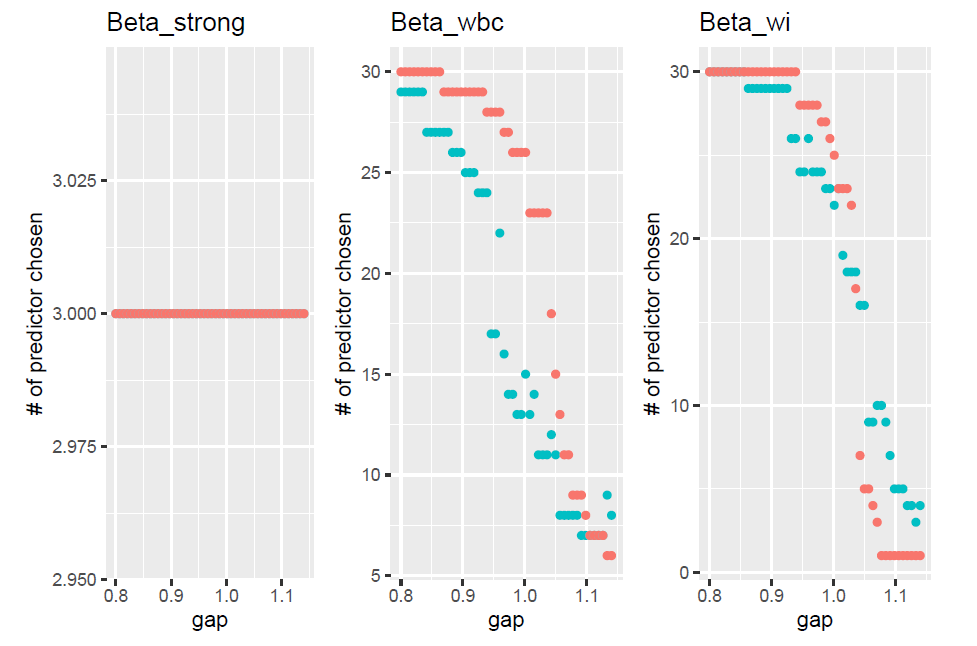 Beta_strong
# of predictor chosen
3.025
3.000
2.975
2.950
0.8 0.9 1.0 1.1
gap
Beta_wbc
# of predictor chosen
30
25
20
15
10
5
0.8 0.9 1.0 1.1
gap
Beta_wi
# of predictor chosen
30
20
10
0
0.8 0.9 1.0 1.1
gap